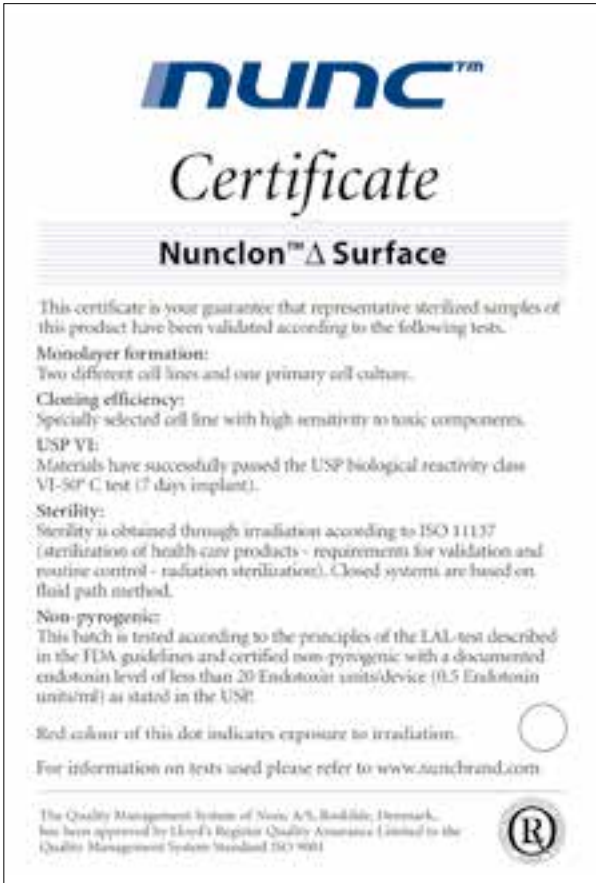 nunc™
Certificate
Nunclon™Δ Surface
This certificate is your guarantee that representative sterilized samples of
this product have been validated according to the following tests.
Monolayer formation:
Two different cell lines and one primary cell culture.
Cloning efficiency:
Specially selected cell line with high sensitivity to toxic components.
USP VI:
Materials have successfully passed the USP biological reactivity class
VI-50° C test (7 days implant).
Sterility:
Sterility is obtained through irradiation according to ISO 11137
(sterilization of health care products - requirements for validation and
routine control - radiation sterilization). Closed systems are based on
fluid path method.
Non-pyrogenic:
This batch is tested according to the principles of the LAL-test described
in the FDA guidelines and certified non-pyrogenic with a documented
endotoxin level of less than 20 Endotoxin units/device (0.5 Endotoxin
units/ml) as stated in the USP.
Red colour of this dot indicates exposure to irradiation.
For information on tests used please refer to www.nuncbrand.com
The Quality Management System of Nunc A/S, Roskilde, Denmark,
has been approved by Lloyd's Register Quality Assurance Limited to the
Quality Management System Standard ISO 9001
R